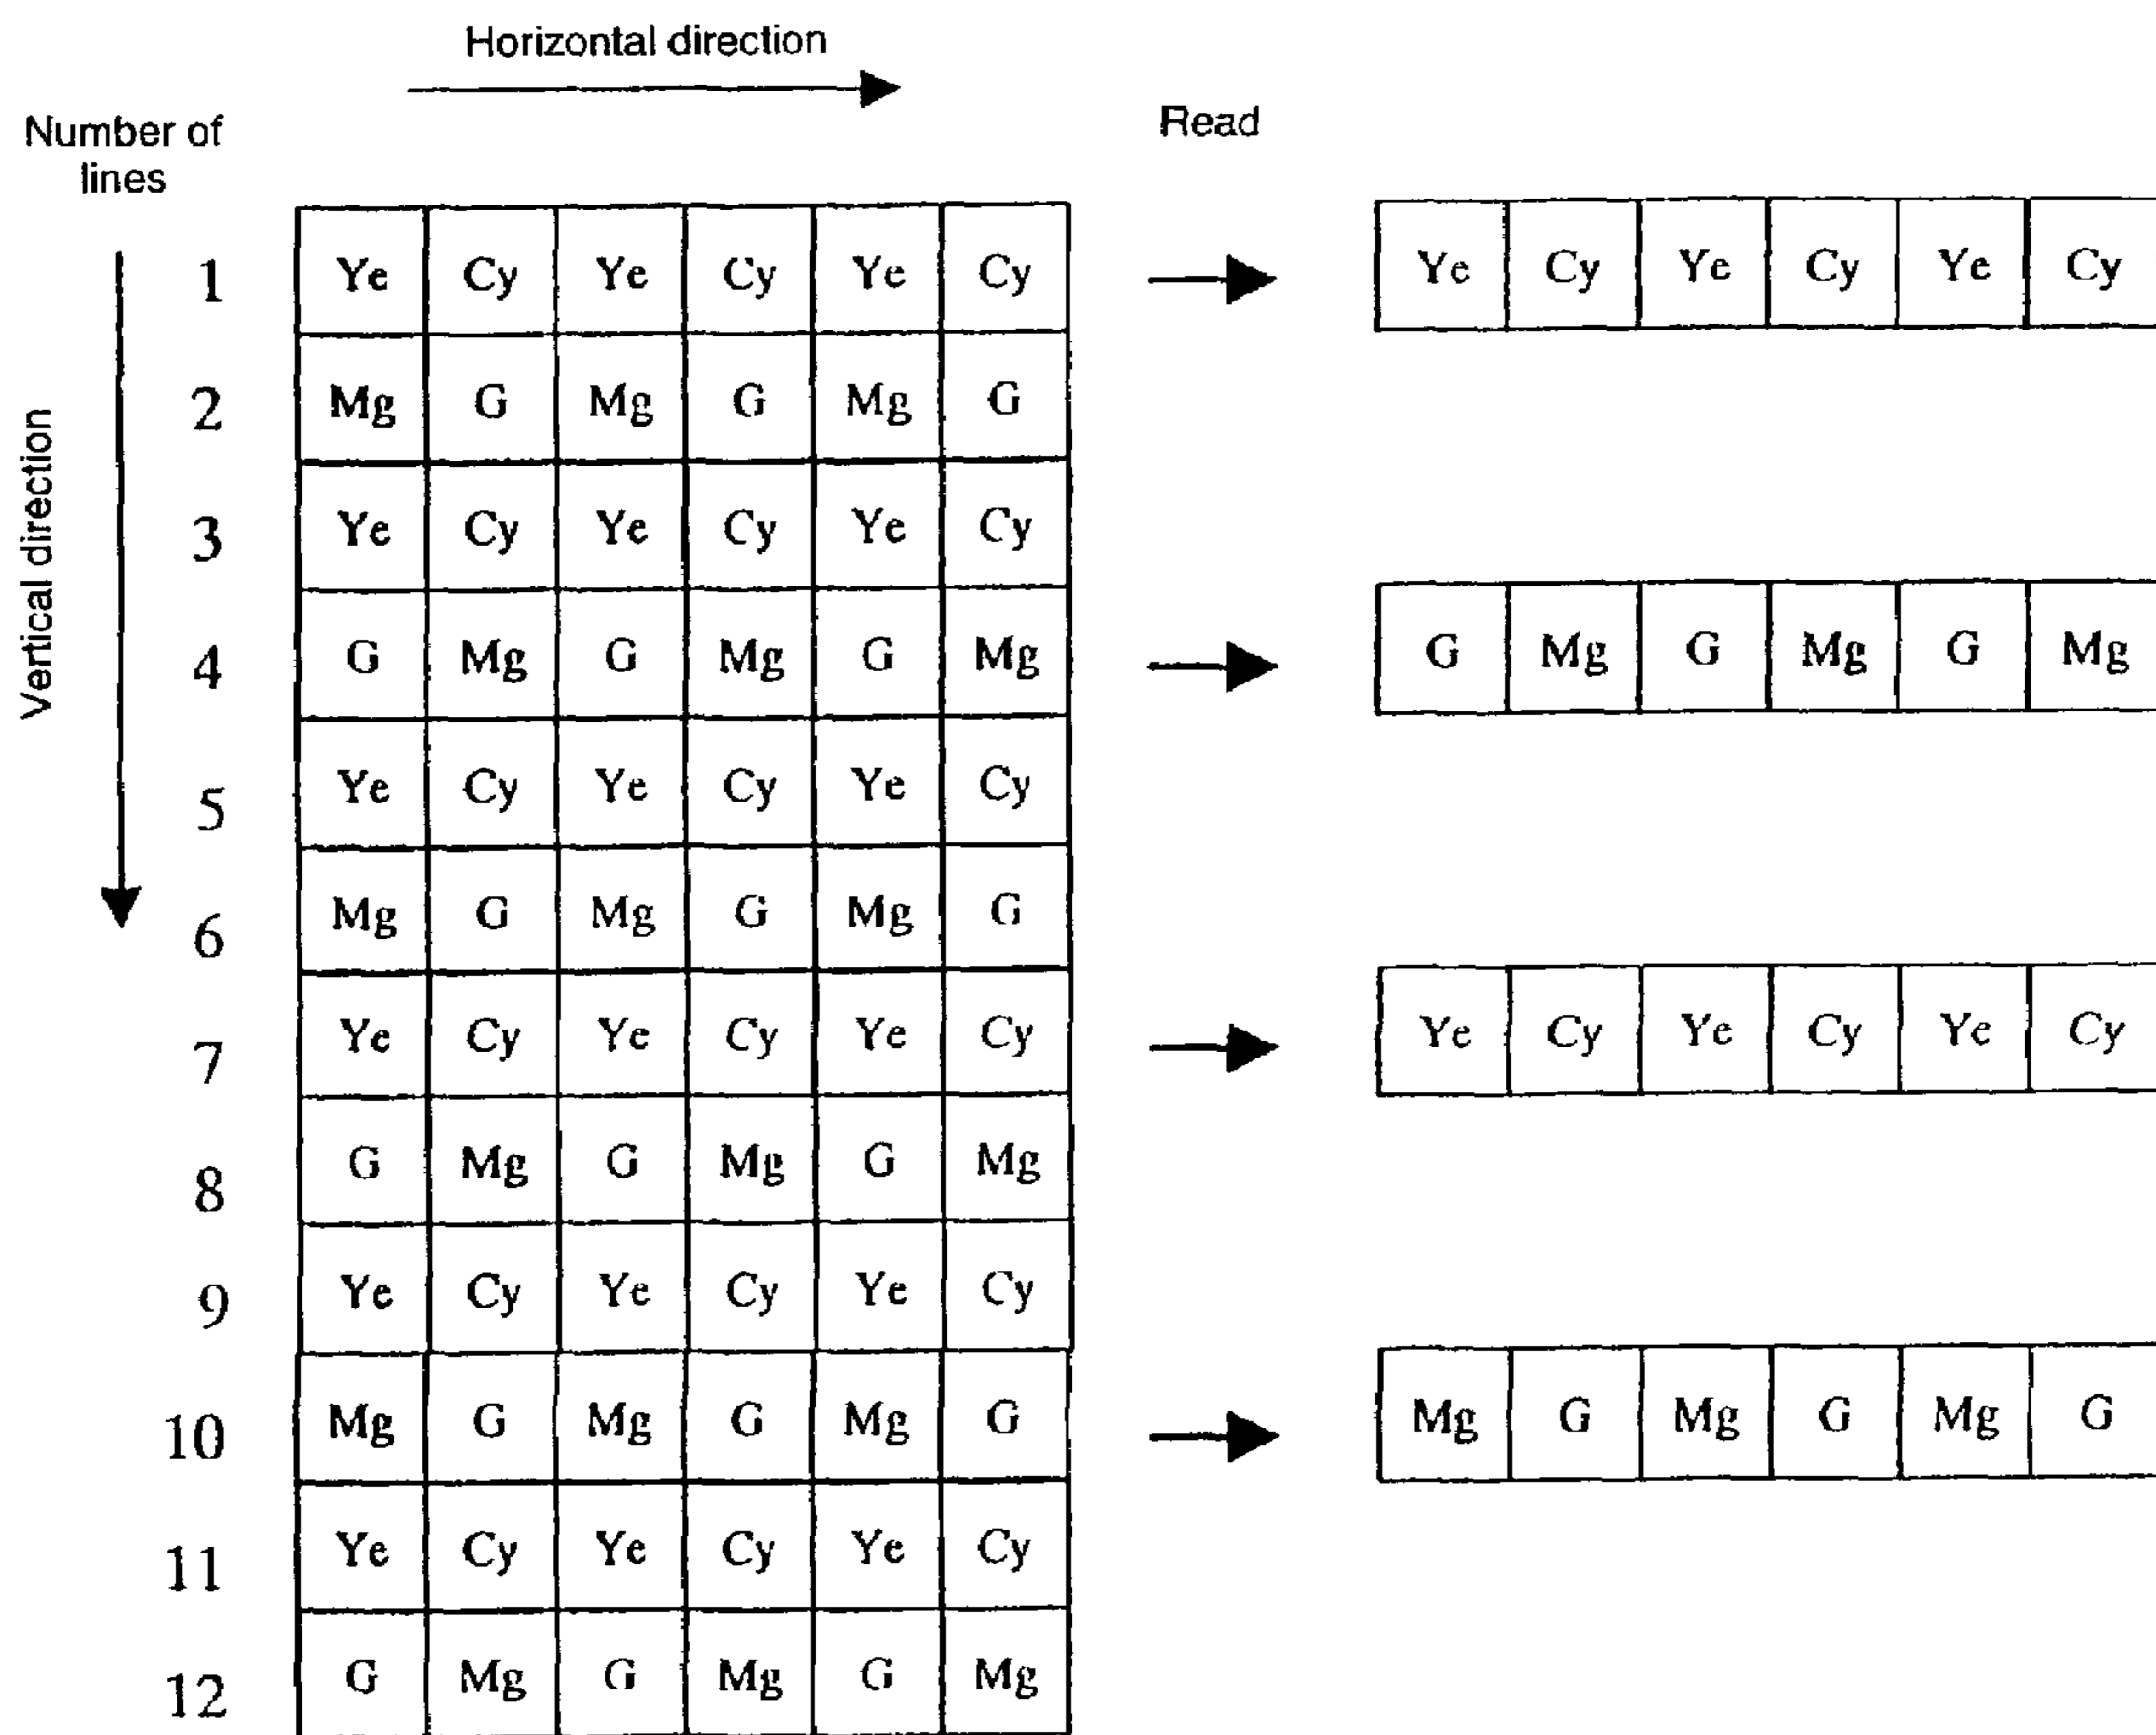 Horizontal direction
Number of
lines
Read
Vertical direction
1 Ye Cy Ye Cy Ye Cy Ye Cy Ye Cy Ye Cy
2 Mg G Mg G Mg G
3 Ye Cy Ye Cy Ye Cy
4 G Mg G Mg G Mg G Mg G Mg G Mg
5 Ye Cy Ye Cy Ye Cy
6 Mg G Mg G Mg G
7 Ye Cy Ye Cy Ye Cy Ye Cy Ye Cy Ye Cy
8 G Mg G Mg G Mg
9 Ye Cy Ye Cy Ye Cy
10 Mg G Mg G Mg G Mg G Mg G Mg G
11 Ye Cy Ye Cy Ye Cy
12 G Mg G Mg G Mg